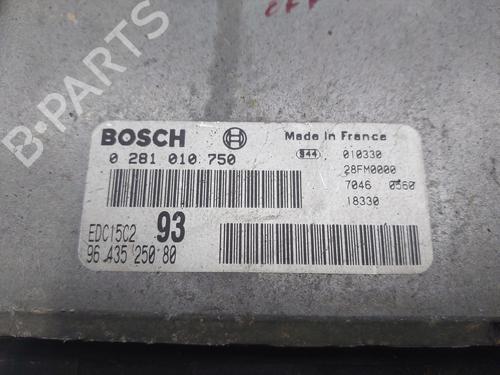 BOSCH
Made in France
0 281 010 750
S44 010330
28FM0000
7046 0560
18330
EDC15C2 93
96 435 250 80
B-PARTS